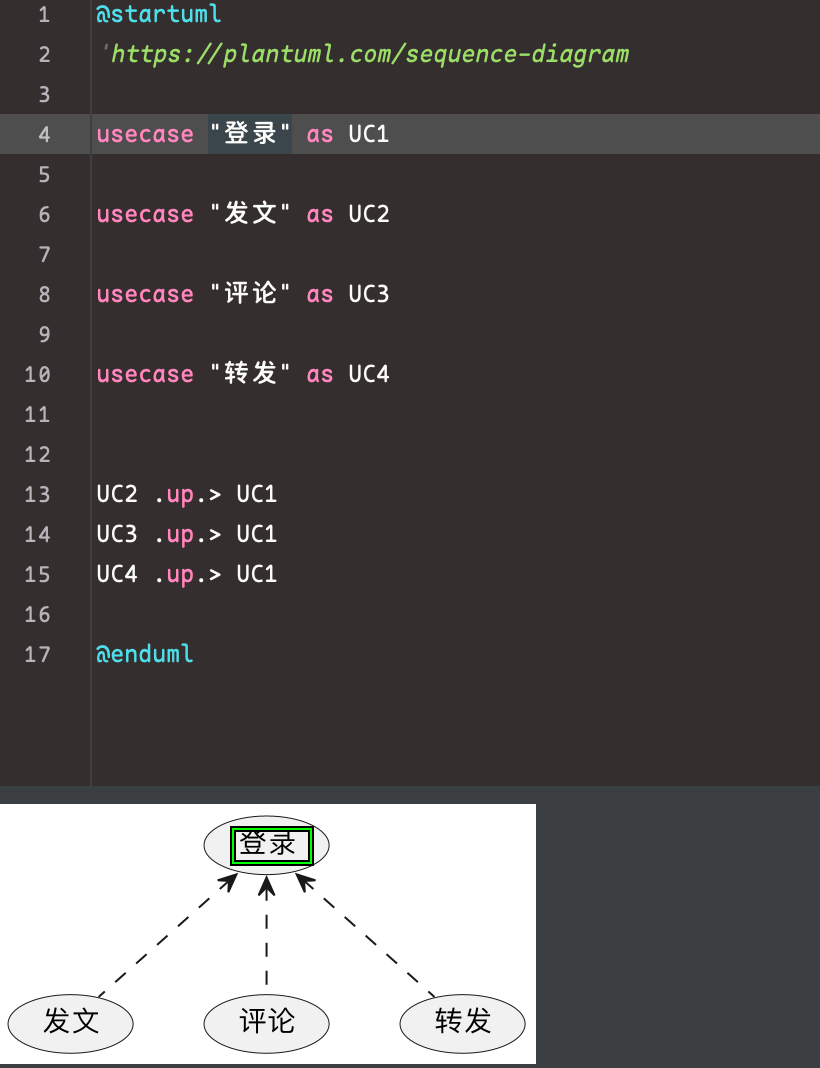 1 @startuml
2 'https://plantuml.com/sequence-diagram
3
4 usecase "登录" as UC1
5
6 usecase "发文" as UC2
7
8 usecase "评论" as UC3
9
10 usecase "转发" as UC4
11
12
13 UC2 .up.> UC1
14 UC3 .up.> UC1
15 UC4 .up.> UC1
16
17 @enduml
登录
发文 评论 转发